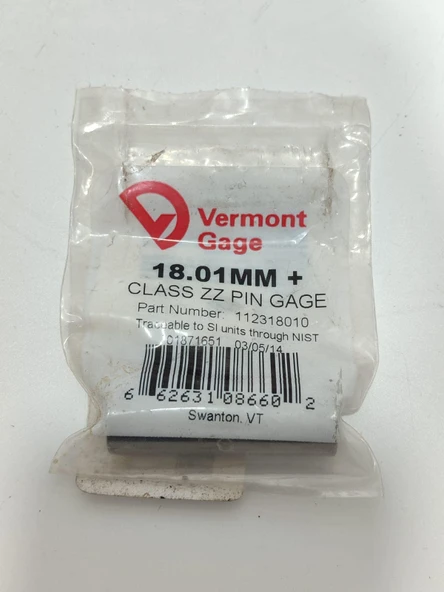 Vermont
Gage
18.01MM +
CLASS ZZ PIN GAGE
Part Number: 112318010
Traceable to SI units through NIST
01871651 03/05/14
6 62631 08660 2
Swanton, VT